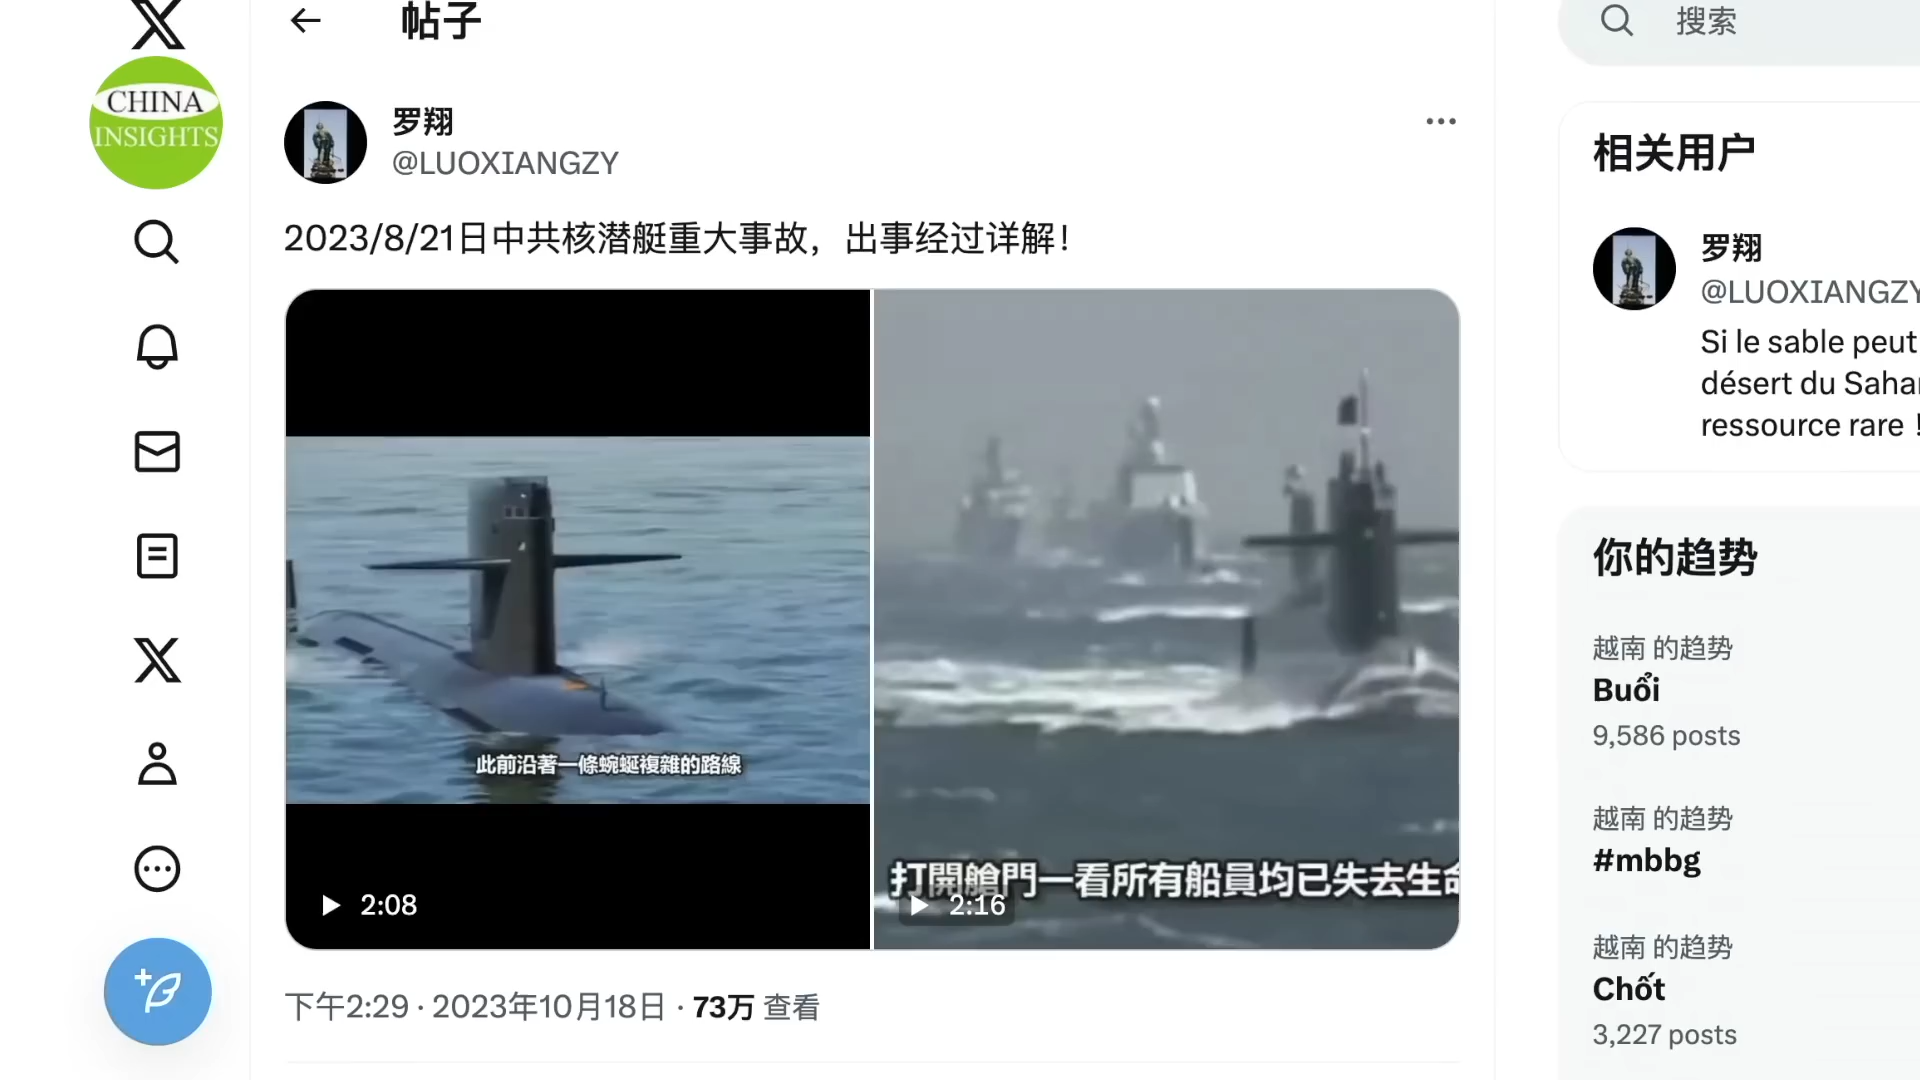 帖子
搜索
CHINA
INSIGHTS
罗翔
@LUOXIANGZY
2023/8/21日中共核潜艇重大事故，出事经过详解！
此前沿著一條蜿蜒複雜的路線
2:08
打開艙門一看所有船員均已失去生命
2:16
下午2:29 · 2023年10月18日 · 73万 查看
相关用户
罗翔
@LUOXIANGZY
Si le sable peut
désert du Sahar
ressource rare !
你的趋势
越南 的趋势
Buổi
9,586 posts
越南 的趋势
#mbbg
越南 的趋势
Chốt
3,227 posts